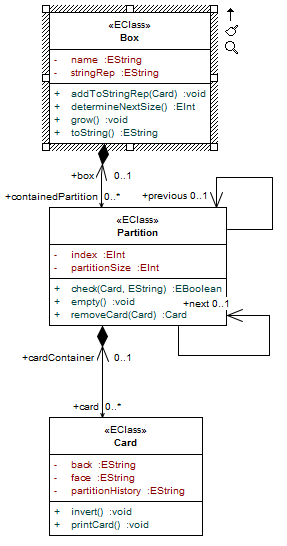 «EClass»
Box
- name :EString
- stringRep :EString
+ addToStringRep(Card) :void
+ determineNextSize() :EInt
+ grow() :void
+ toString() :EString
+box 0..1
+containedPartition 0..*
+previous 0..1
«EClass»
Partition
- index :EInt
- partitionSize :EInt
+ check(Card, EString) :EBoolean
+ empty() :void
+next 0..1
+ removeCard(Card) :Card
+cardContainer 0..1
+card 0..*
«EClass»
Card
- back :EString
- face :EString
- partitionHistory :EString
+ invert() :void
+ printCard() :void